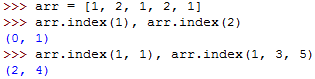 >>> arr = [1, 2, 1, 2, 1]
>>> arr.index(1), arr.index(2)
(0, 1)
>>> arr.index(1, 1), arr.index(1, 3, 5)
(2, 4)